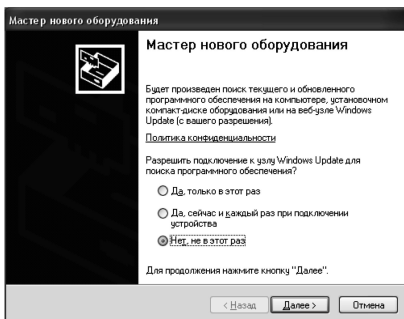 Мастер нового оборудования
Мастер нового оборудования
Будет произведен поиск текущего и обновленного
программного обеспечения на компьютере, установочном
компакт-диске оборудования или на веб-узле Windows
Update (с вашего разрешения).
Политика конфиденциальности
Разрешить подключение к узлу Windows Update для
поиска программного обеспечения?
Да, только в этот раз
Да, сейчас и каждый раз при подключении
устройства
Нет, не в этот раз
Для продолжения нажмите кнопку "Далее".
< Назад Далее > Отмена